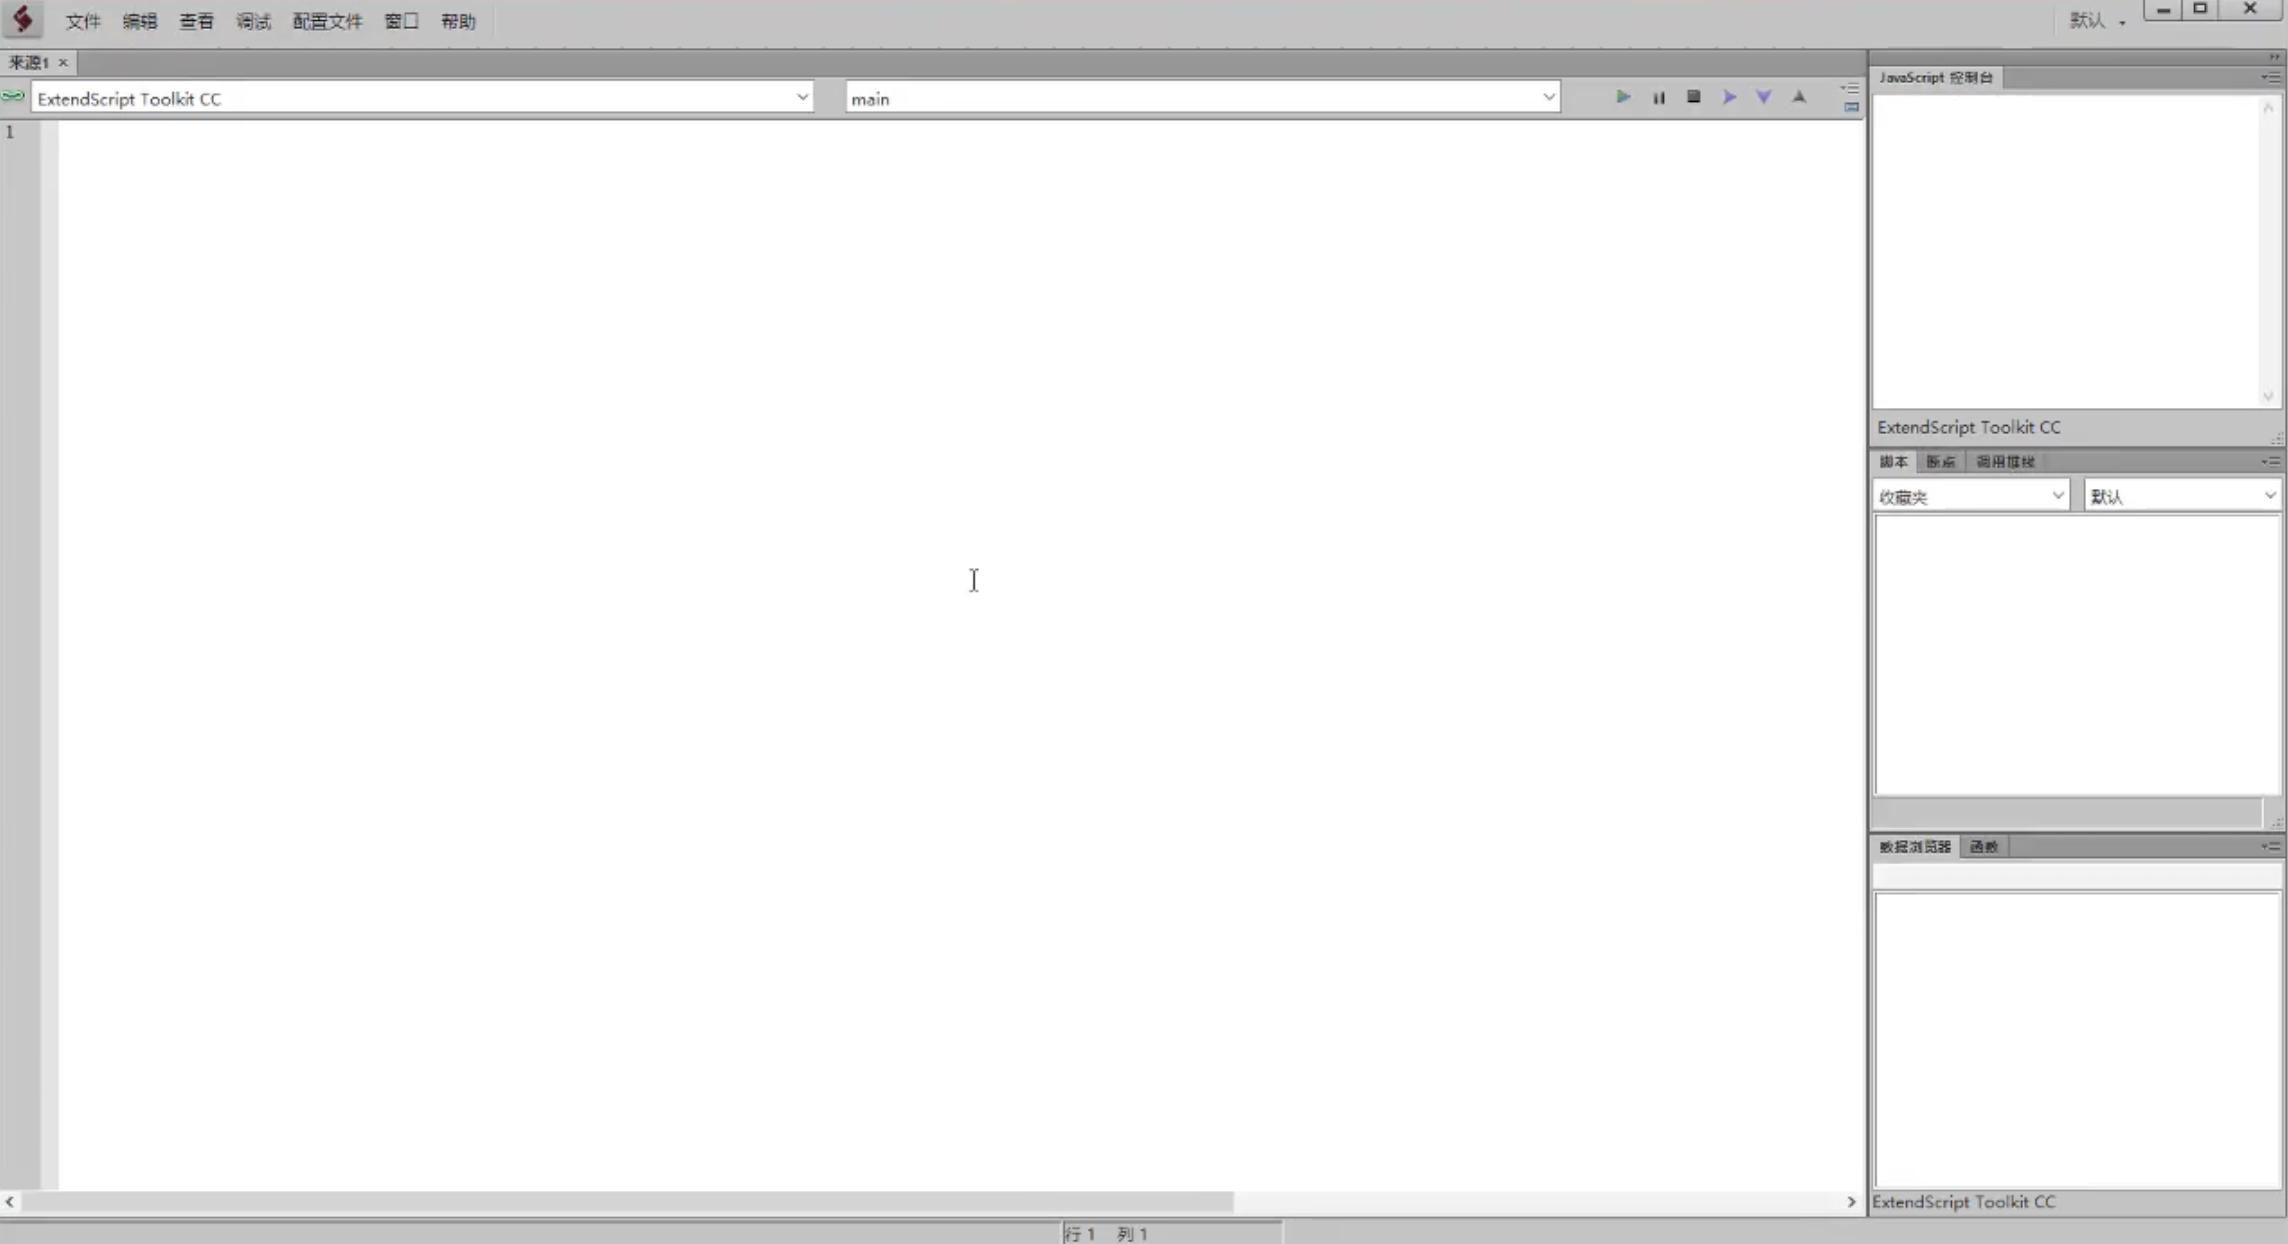 文件 编辑 查看 调试 配置文件 窗口 帮助 默认
来源1
ExtendScript Toolkit CC main
1
JavaScript 控制台
ExtendScript Toolkit CC
脚本 断点 调用堆栈
收藏夹 默认
数据浏览器 函数
ExtendScript Toolkit CC
行 1 列 1